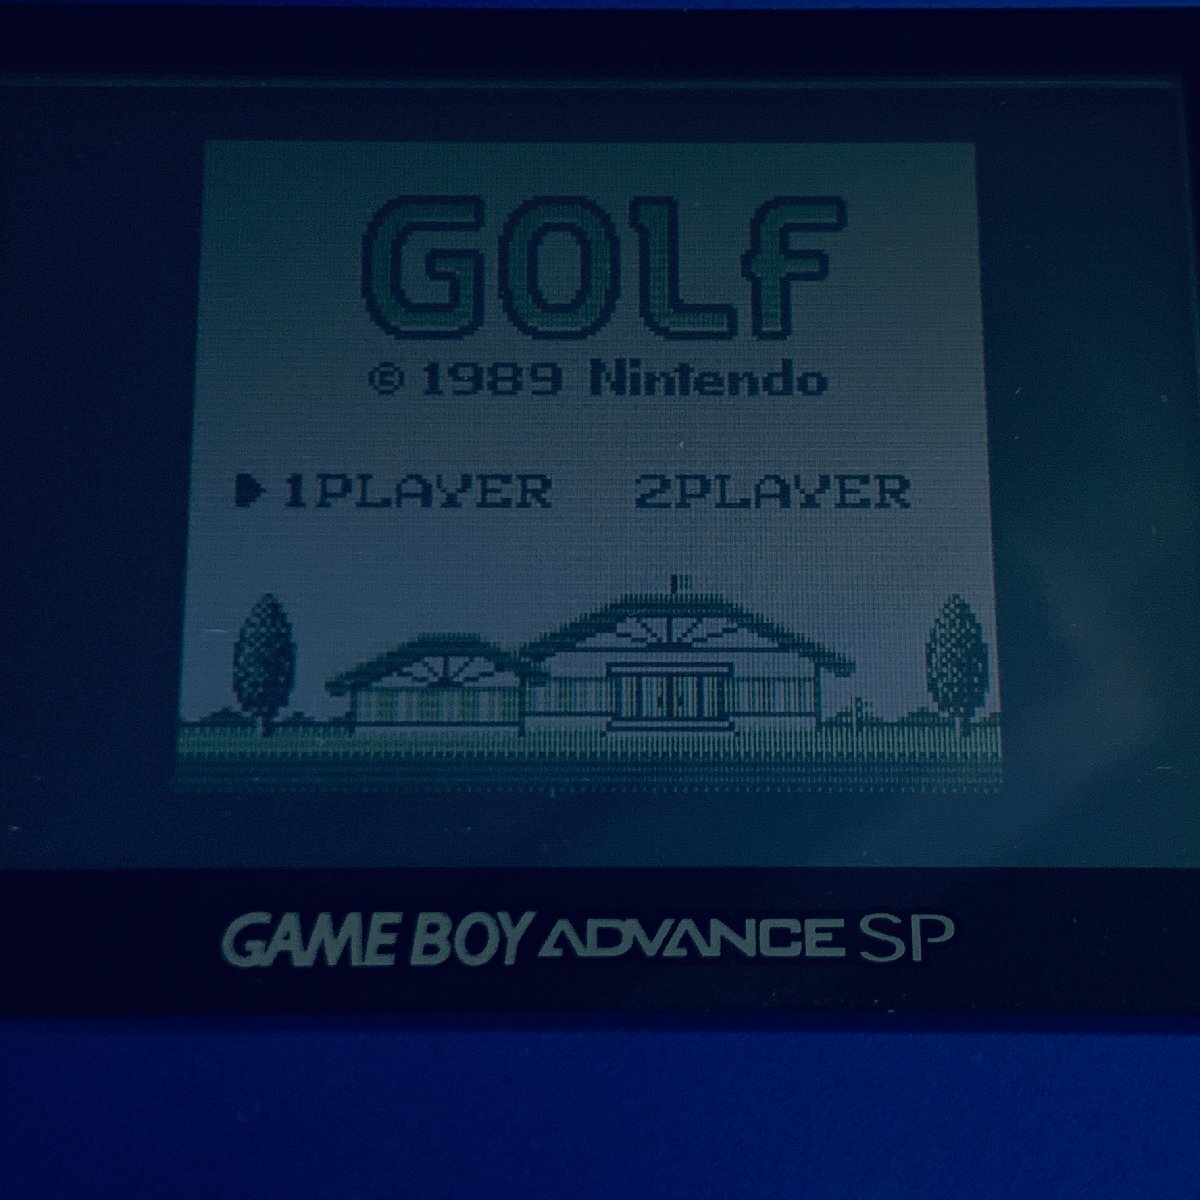 GOLF
© 1989 Nintendo
▶1PLAYER 2PLAYER
GAME BOY ADVANCE SP